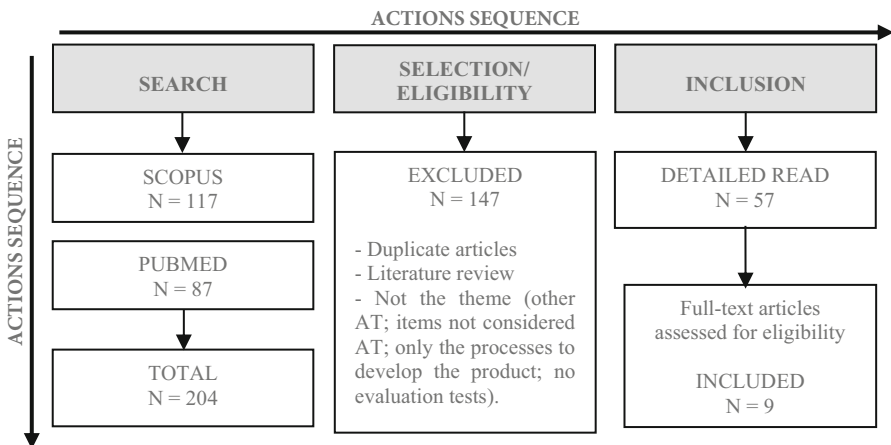 ACTIONS SEQUENCE
ACTIONS SEQUENCE
SEARCH
SCOPUS
N = 117
PUBMED
N = 87
TOTAL
N = 204
SELECTION/
ELIGIBILITY
EXCLUDED
N = 147
- Duplicate articles
- Literature review
- Not the theme (other
AT; items not considered
AT; only the processes to
develop the product; no
evaluation tests).
INCLUSION
DETAILED READ
N = 57
Full-text articles
assessed for eligibility
INCLUDED
N = 9